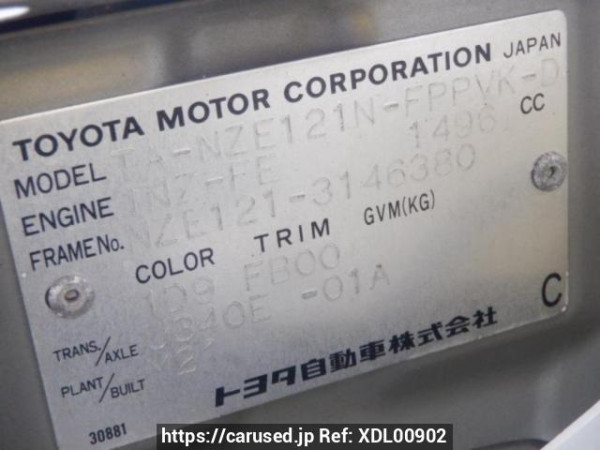 TOYOTA MOTOR CORPORATION JAPAN
MODEL TA-NZE121N-FPPVK-D
ENGINE 1NZ-FE 1496 CC
FRAME No. NZE121-3146380
COLOR TRIM GVM(KG)
1D9 FB00
TRANS./AXLE U340E -01A
PLANT/BUILT
トヨタ自動車株式会社
C
30881
https://carused.jp Ref: XDL00902